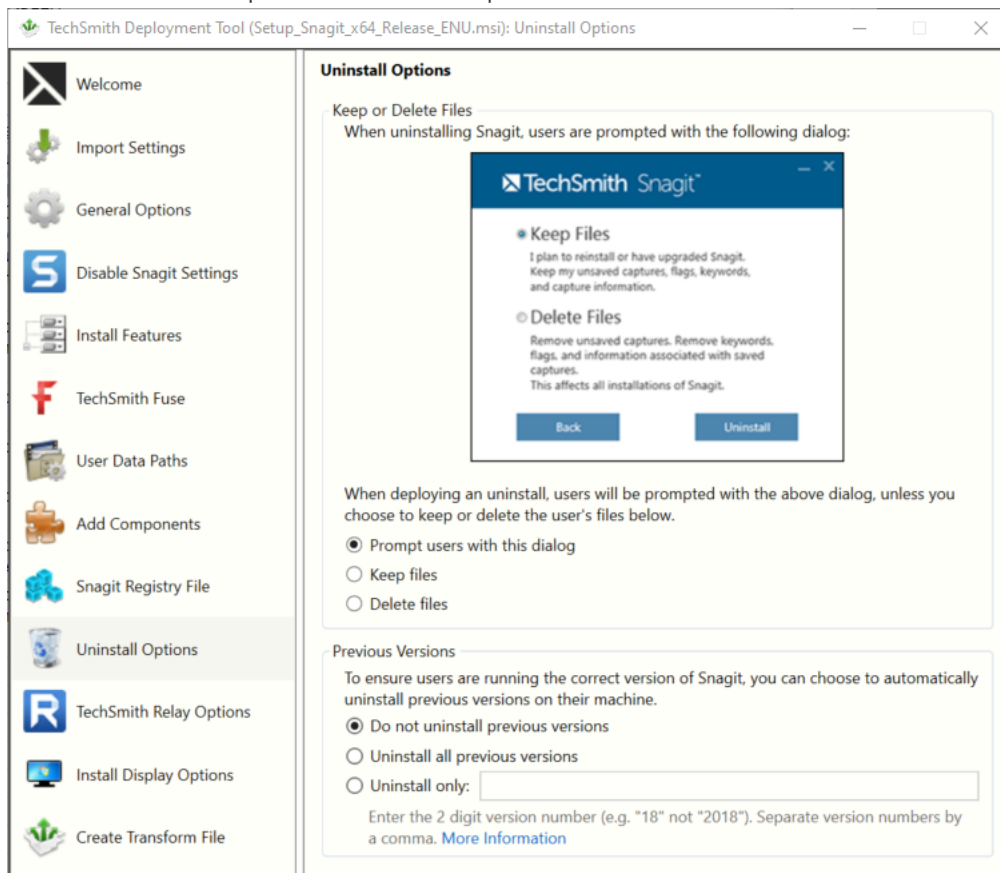 TechSmith Deployment Tool (Setup_Snagit_x64_Release_ENU.msi): Uninstall Options
Welcome
Import Settings
General Options
Disable Snagit Settings
Install Features
TechSmith Fuse
User Data Paths
Add Components
Snagit Registry File
Uninstall Options
TechSmith Relay Options
Install Display Options
Create Transform File
Uninstall Options
Keep or Delete Files
When uninstalling Snagit, users are prompted with the following dialog:
TechSmith Snagit™
Keep Files
I plan to reinstall or have upgraded Snagit.
Keep my unsaved captures, flags, keywords,
and capture information.
Delete Files
Remove unsaved captures. Remove keywords,
flags, and information associated with saved
captures.
This affects all installations of Snagit.
Back
Uninstall
When deploying an uninstall, users will be prompted with the above dialog, unless you
choose to keep or delete the user's files below.
Prompt users with this dialog
Keep files
Delete files
Previous Versions
To ensure users are running the correct version of Snagit, you can choose to automatically
uninstall previous versions on their machine.
Do not uninstall previous versions
Uninstall all previous versions
Uninstall only:
Enter the 2 digit version number (e.g. "18" not "2018"). Separate version numbers by
a comma. More Information